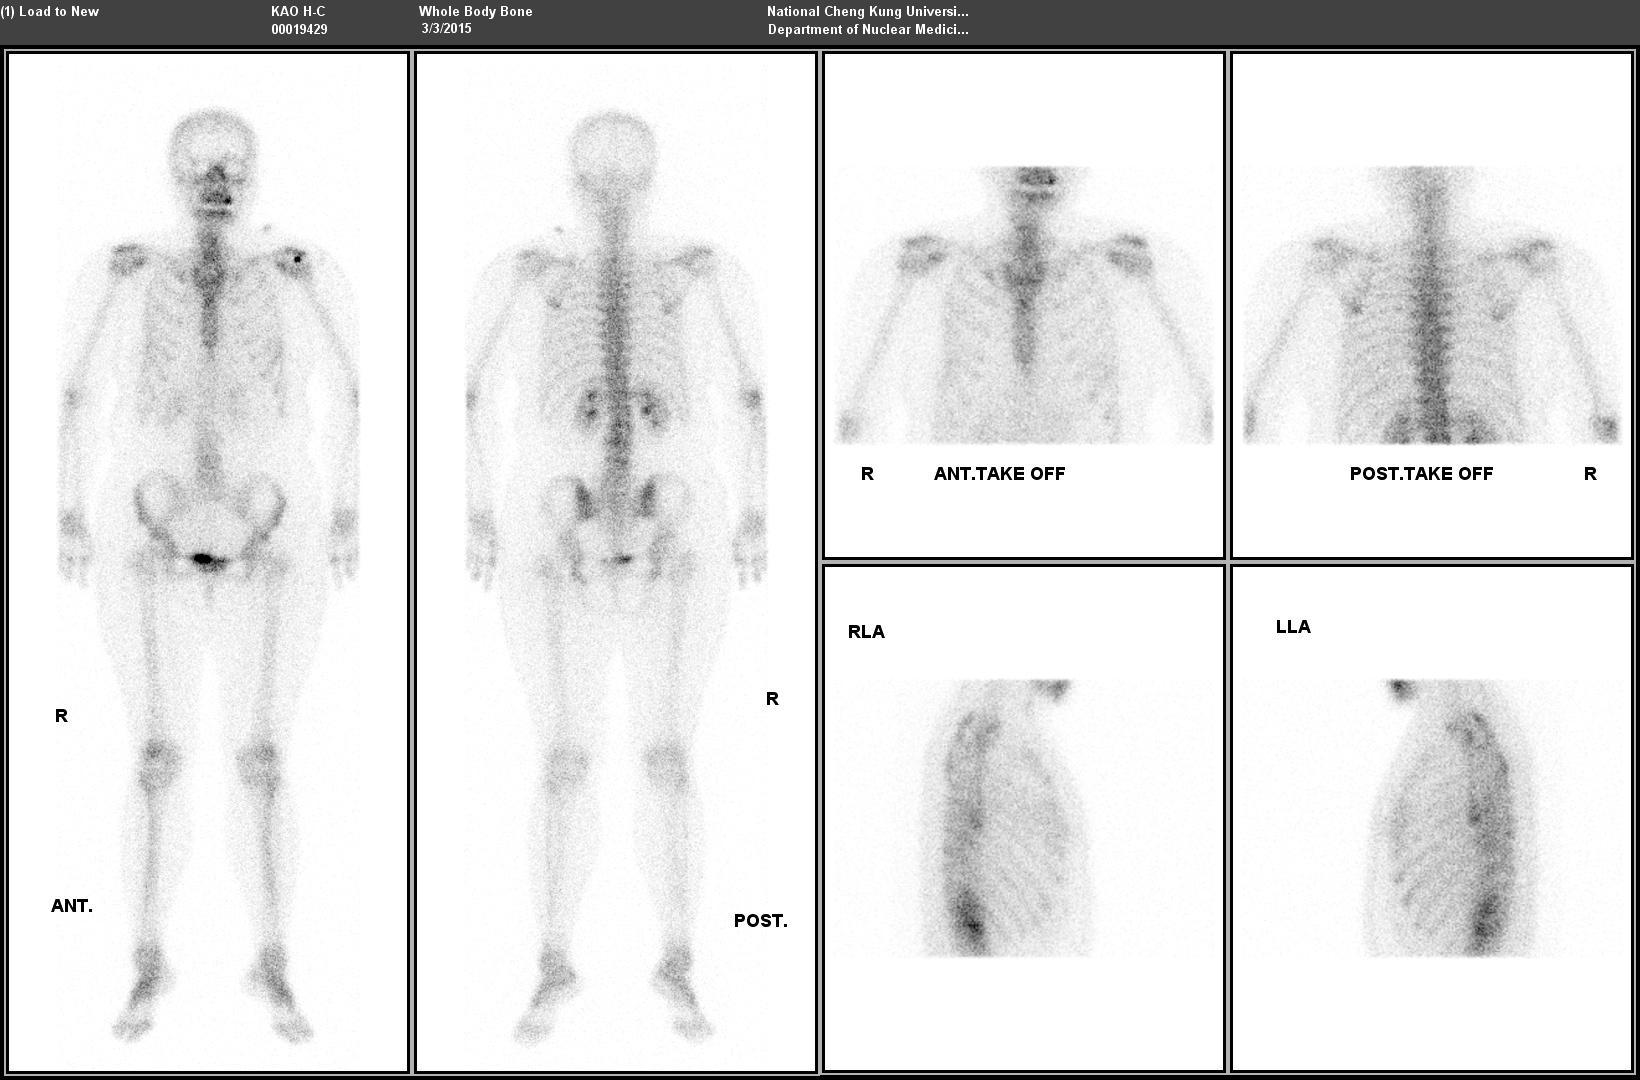 (1) Load to New
KAO H-C
00019429
Whole Body Bone
3/3/2015
National Cheng Kung Universi...
Department of Nuclear Medici...
R
ANT.
R
POST.
R ANT.TAKE OFF
POST.TAKE OFF R
RLA
LLA